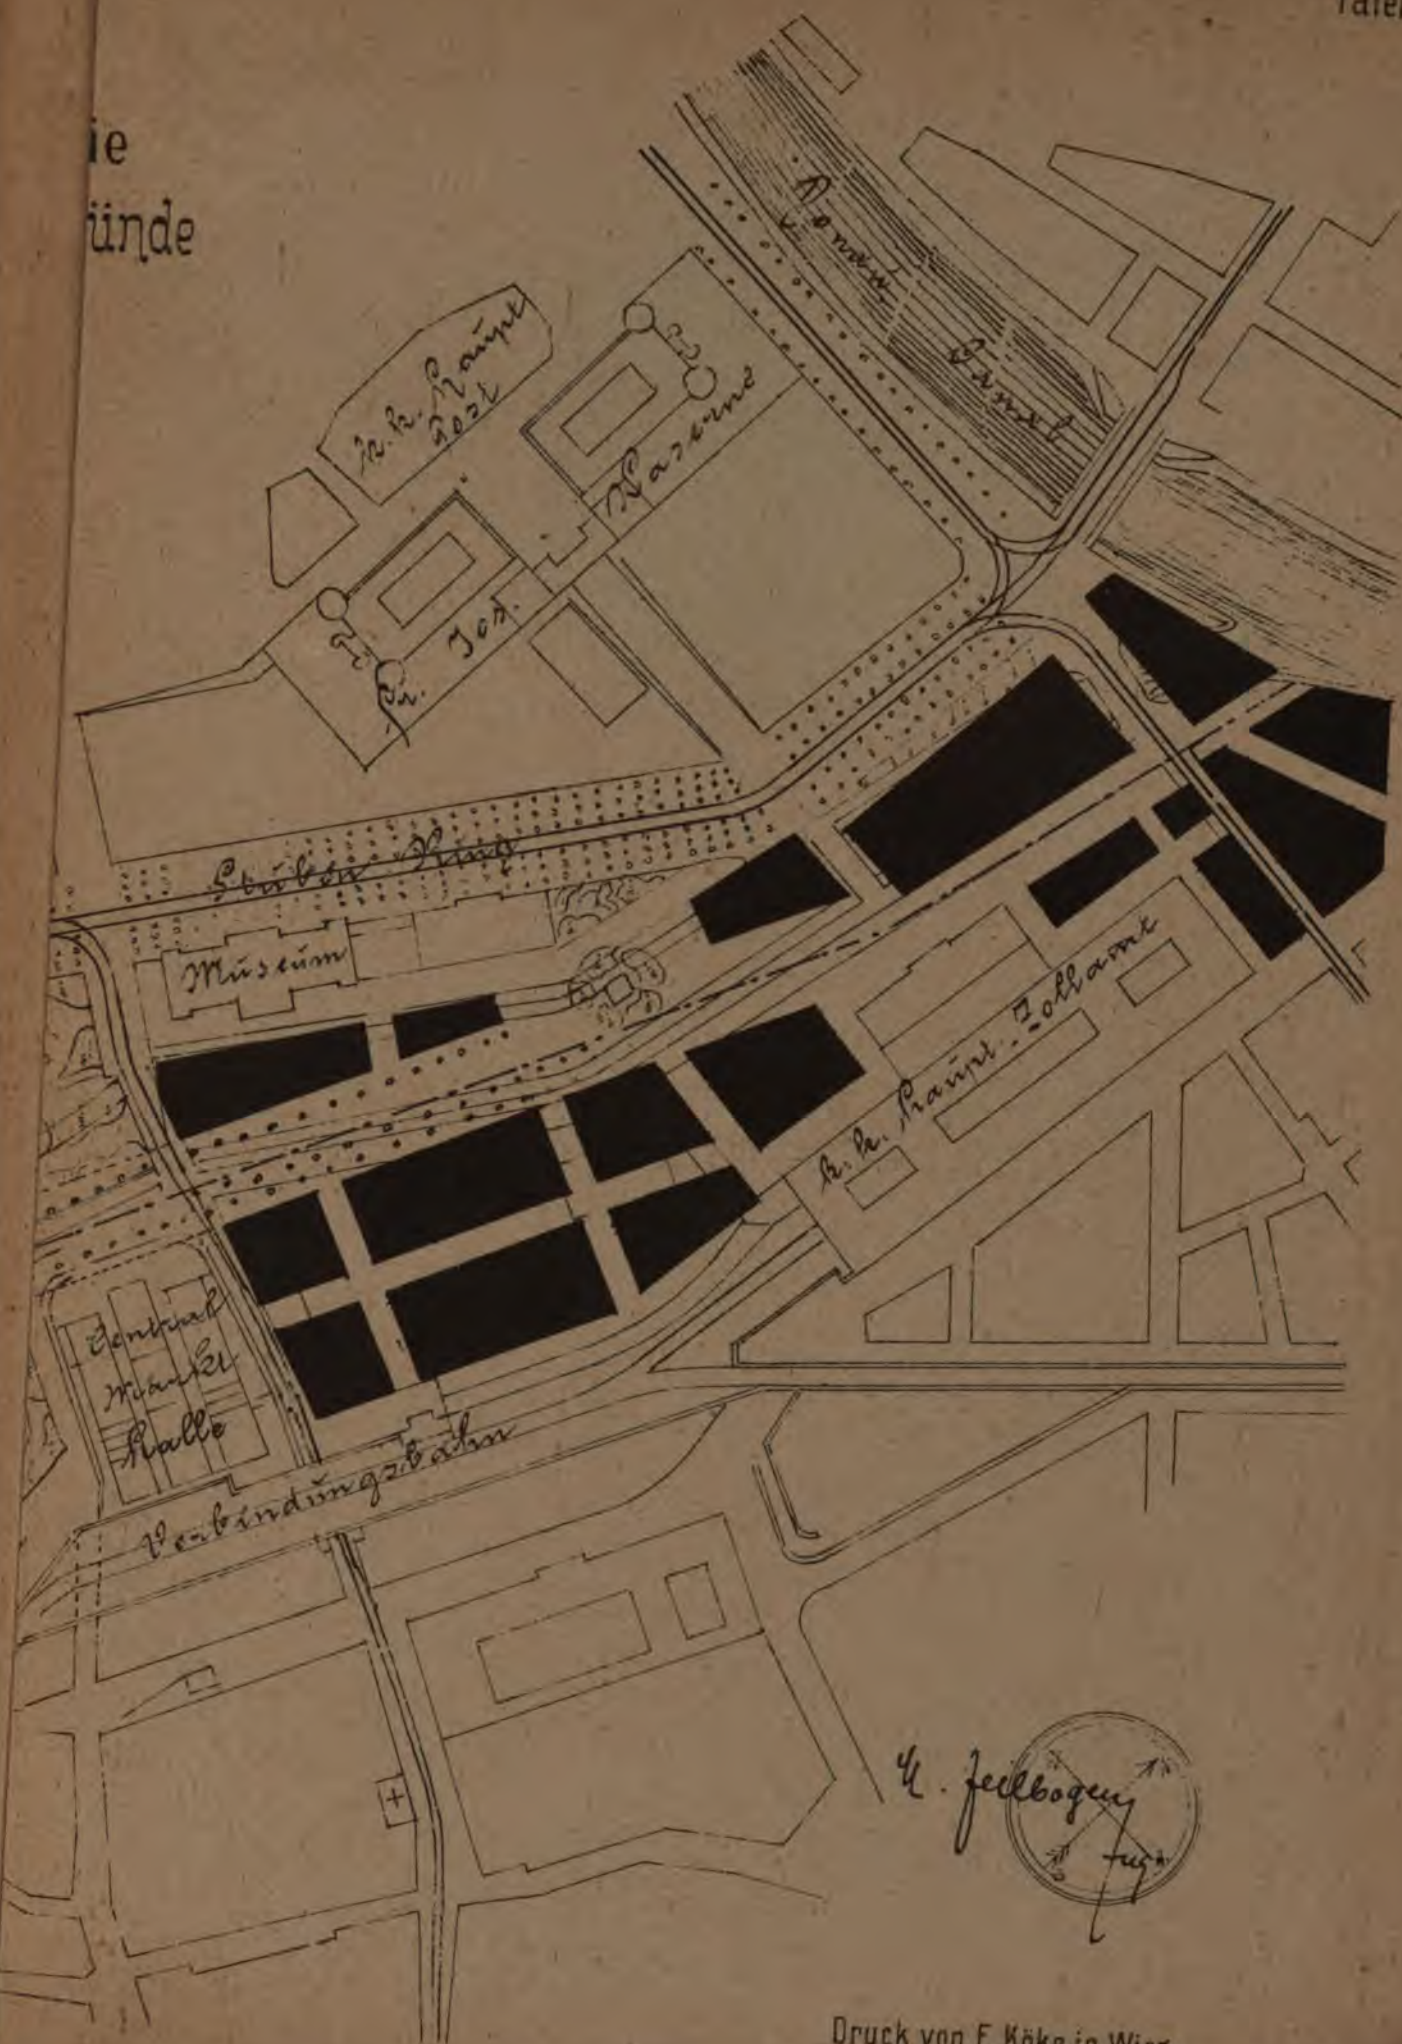 Tafel
ie
ünde
Donau
Canal
k. k. Haupt
Post
Fr. Jos. Kaserne
Stuben Ring
Museum
k. k. Haupt-Zollamt
Central
Markt
Halle
Verbindungsbahn
Feilbogen
Druck von F. Köke in Wien